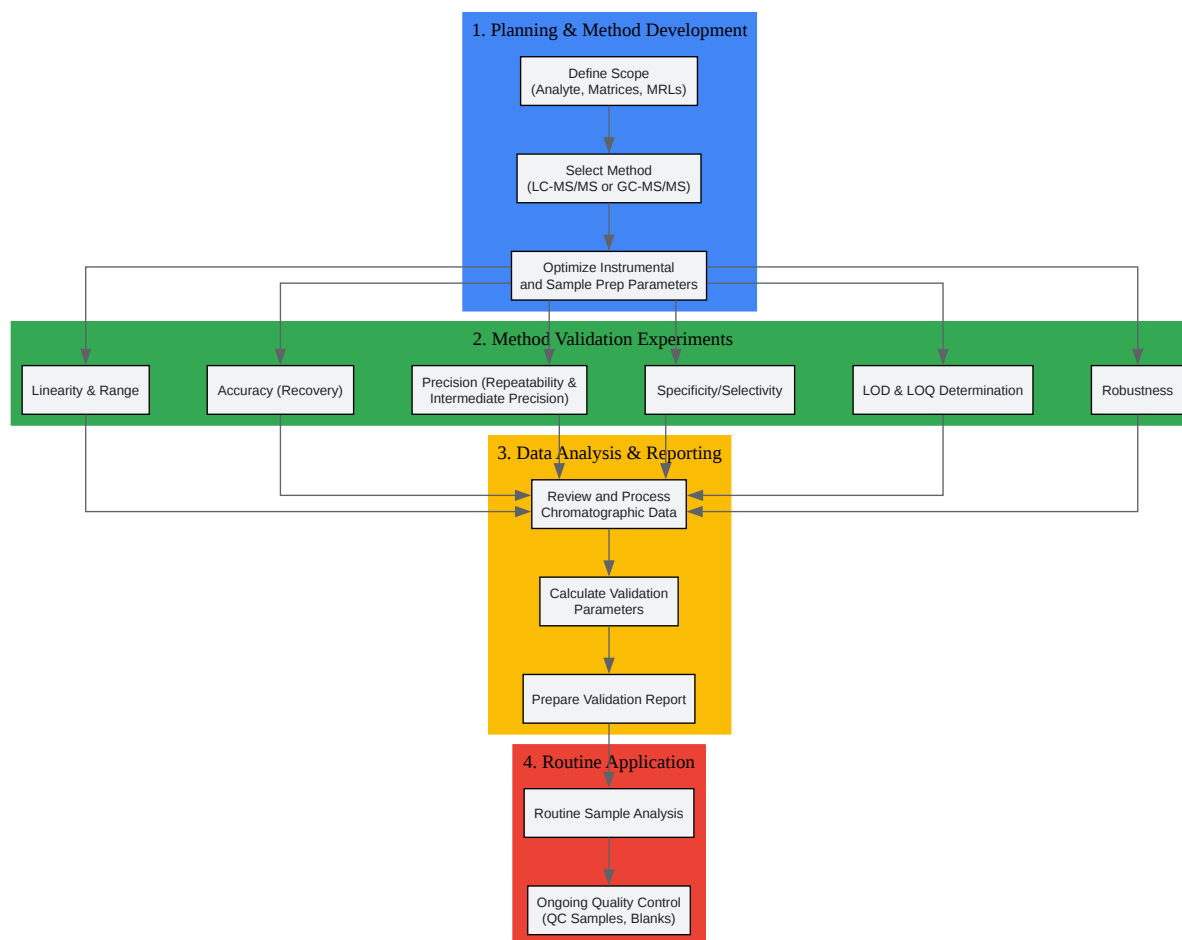 1. Planning & Method Development
Define Scope
(Analyte, Matrices, MRLs)
Select Method
(LC-MS/MS or GC-MS/MS)
Optimize Instrumental
and Sample Prep Parameters
2. Method Validation Experiments
Linearity & Range
Accuracy (Recovery)
Precision (Repeatability &
Intermediate Precision)
Specificity/Selectivity
LOD & LOQ Determination
Robustness
3. Data Analysis & Reporting
Review and Process
Chromatographic Data
Calculate Validation
Parameters
Prepare Validation Report
4. Routine Application
Routine Sample Analysis
Ongoing Quality Control
(QC Samples, Blanks)